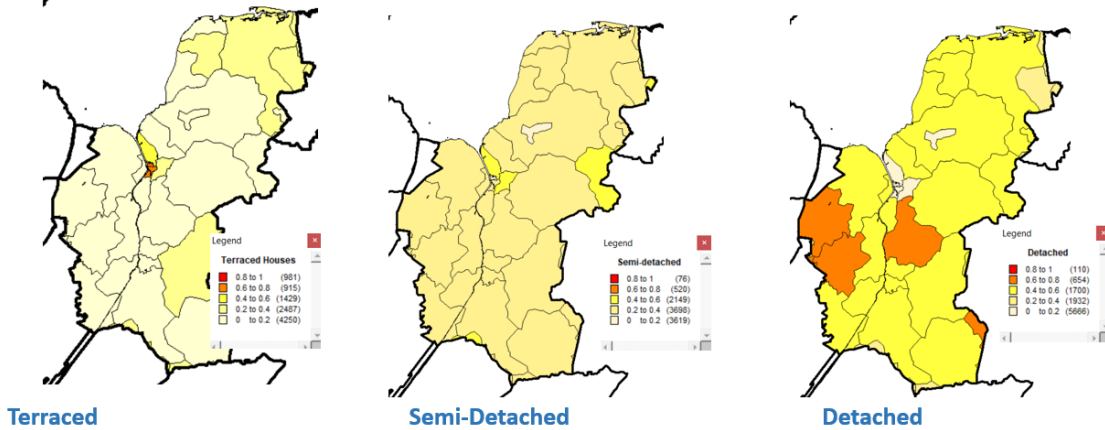 Legend
Terraced Houses
0.8 to 1 (981)
0.6 to 0.8 (915)
0.4 to 0.6 (1429)
0.2 to 0.4 (2487)
0 to 0.2 (4250)
Terraced
Legend
Semi-detached
0.8 to 1 (76)
0.6 to 0.8 (520)
0.4 to 0.6 (2149)
0.2 to 0.4 (3698)
0 to 0.2 (3619)
Semi-Detached
Legend
Detached
0.8 to 1 (110)
0.6 to 0.8 (654)
0.4 to 0.6 (1700)
0.2 to 0.4 (1932)
0 to 0.2 (5666)
Detached